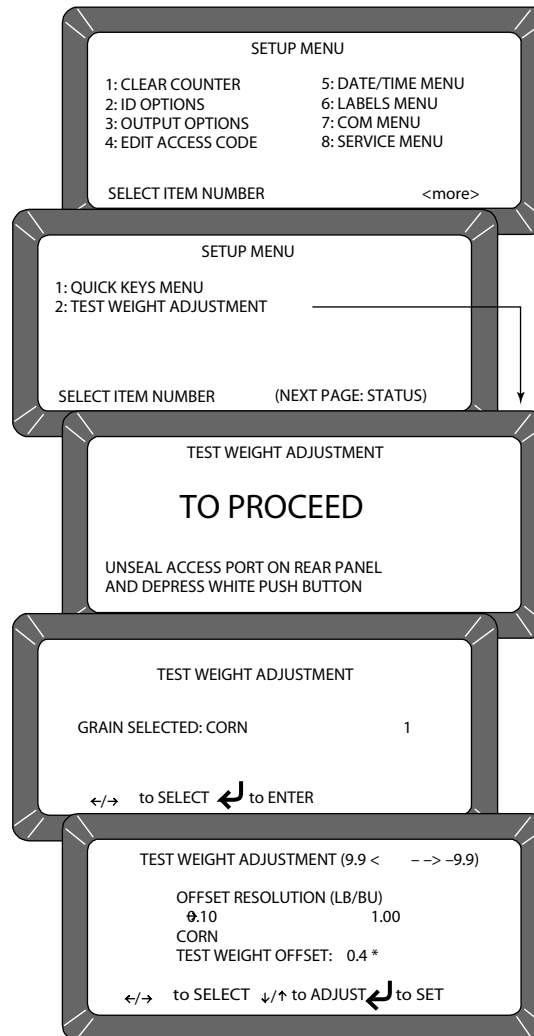 SETUP MENU
1: CLEAR COUNTER 5: DATE/TIME MENU
2: ID OPTIONS 6: LABELS MENU
3: OUTPUT OPTIONS 7: COM MENU
4: EDIT ACCESS CODE 8: SERVICE MENU
SELECT ITEM NUMBER <more>
SETUP MENU
1: QUICK KEYS MENU
2: TEST WEIGHT ADJUSTMENT
SELECT ITEM NUMBER (NEXT PAGE: STATUS)
TEST WEIGHT ADJUSTMENT
TO PROCEED
UNSEAL ACCESS PORT ON REAR PANEL
AND DEPRESS WHITE PUSH BUTTON
TEST WEIGHT ADJUSTMENT
GRAIN SELECTED: CORN 1
←/→ to SELECT ↵ to ENTER
TEST WEIGHT ADJUSTMENT (9.9 < – –> –9.9)
OFFSET RESOLUTION (LB/BU)
→0.10 1.00
CORN
TEST WEIGHT OFFSET: 0.4 *
←/→ to SELECT ↓/↑ to ADJUST ↵ to SET